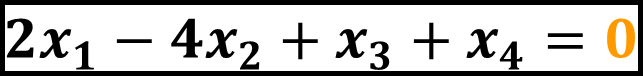 2x₁ − 4x₂ + x₃ + x₄ = 0